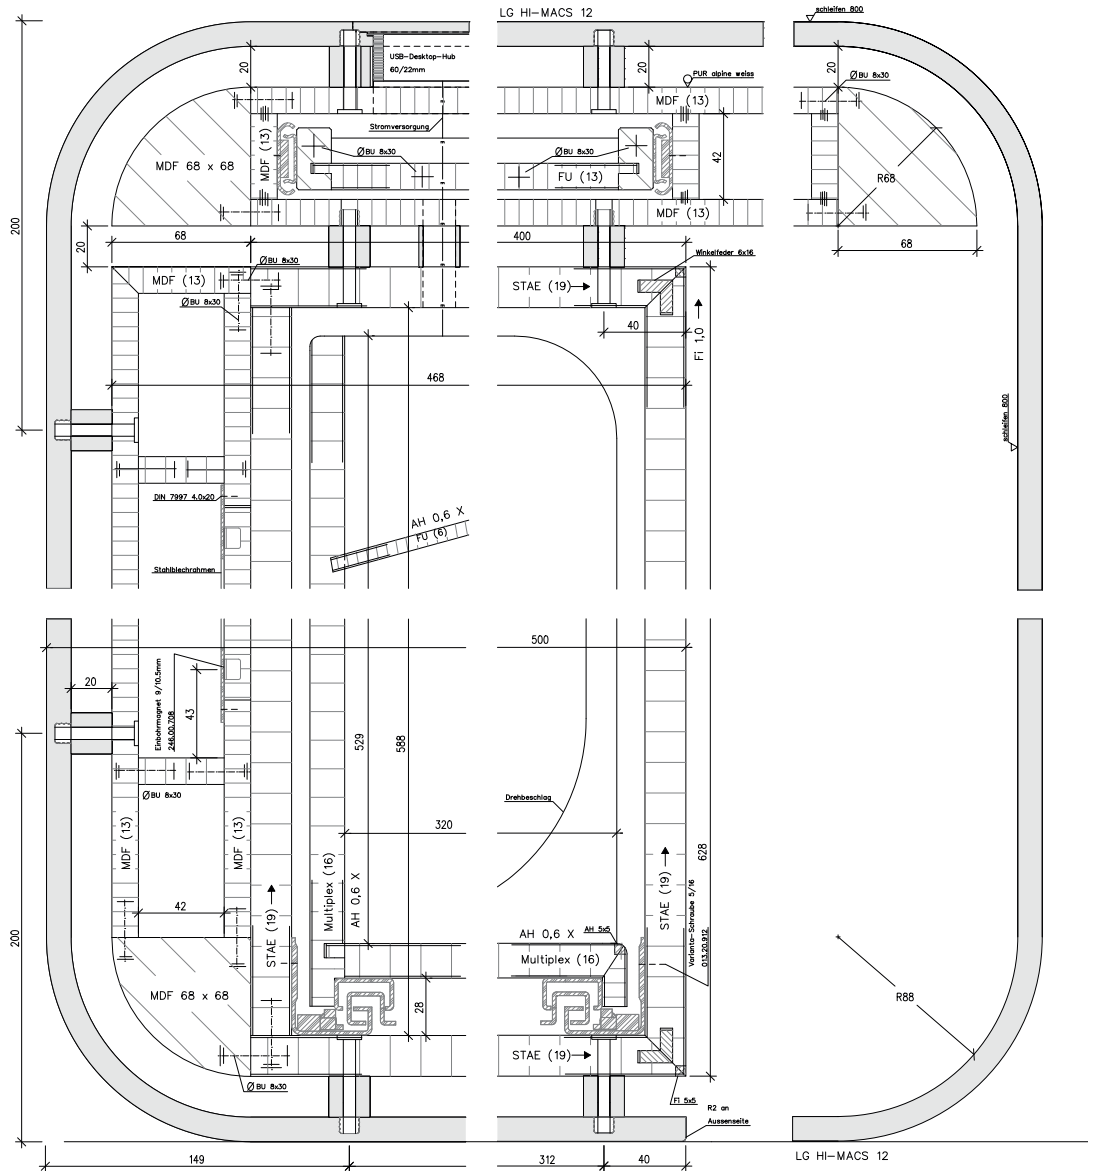 LG HI-MACS 12
schleifen 800
USB-Desktop-Hub
60/22mm
20
20
PUR alpine weiss
20
ØBU 8x30
MDF (13)
Stromversorgung
MDF 68 x 68
MDF (13)
ØBU 8x30
ØBU 8x30
FU (13)
42
R68
MDF (13)
200
20
68
400
68
Winkelfeder 6x16
ØBU 8x30
MDF (13)
STAE (19)
ØBU 8x30
40
Fi 1,0
468
schleifen 800
DIN 7997 4.0x20
AH 0,6 X
FU (6)
Stahlblechrahmen
500
20
Einbohrmagnet 9/10.5mm
246.00.708
43
529
588
ØBU 8x30
Drehbeschlag
320
MDF (13)
MDF (13)
628
Multiplex (16)
AH 0,6 X
STAE (19)
STAE (19)
Varianta-Schraube 5/16
013.20.912
42
200
AH 0,6 X
AH 5x5
Multiplex (16)
MDF 68 x 68
28
R88
STAE (19)
ØBU 8x30
Fi 5x5
R2 an
Aussenseite
LG HI-MACS 12
149
312
40